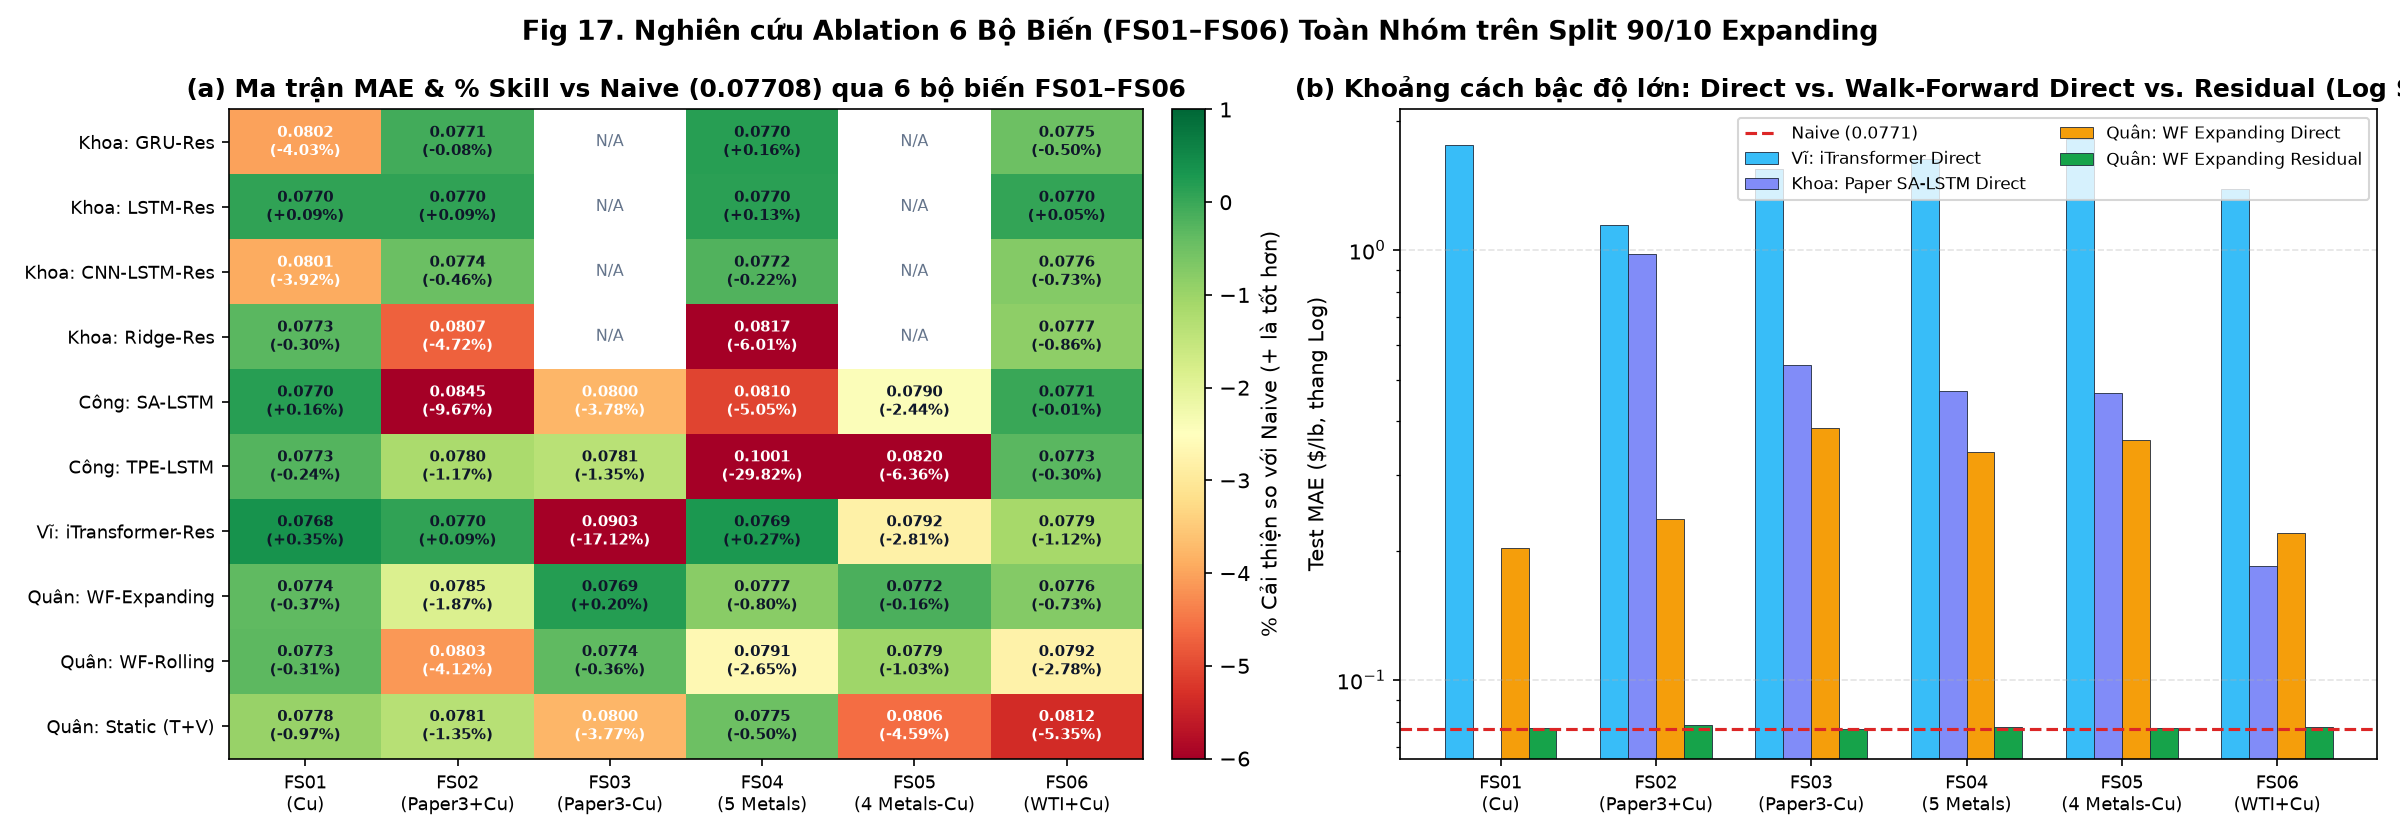 Fig 17. Nghiên cứu Ablation 6 Bộ Biến (FS01–FS06) Toàn Nhóm trên Split 90/10 Expanding
(a) Ma trận MAE & % Skill vs Naive (0.07708) qua 6 bộ biến FS01–FS06
Khoa: GRU-Res
0.0802 0.0771 N/A 0.0770 N/A 0.0775
(-4.03%) (-0.08%) (+0.16%) (-0.50%)
Khoa: LSTM-Res
0.0770 0.0770 N/A 0.0770 N/A 0.0770
(+0.09%) (+0.09%) (+0.13%) (+0.05%)
Khoa: CNN-LSTM-Res
0.0801 0.0774 N/A 0.0772 N/A 0.0776
(-3.92%) (-0.46%) (-0.22%) (-0.73%)
Khoa: Ridge-Res
0.0773 0.0807 N/A 0.0817 N/A 0.0777
(-0.30%) (-4.72%) (-6.01%) (-0.86%)
Công: SA-LSTM
0.0770 0.0845 0.0800 0.0810 0.0790 0.0771
(+0.16%) (-9.67%) (-3.78%) (-5.05%) (-2.44%) (-0.01%)
Công: TPE-LSTM
0.0773 0.0780 0.0781 0.1001 0.0820 0.0773
(-0.24%) (-1.17%) (-1.35%) (-29.82%) (-6.36%) (-0.30%)
Vĩ: iTransformer-Res
0.0768 0.0770 0.0903 0.0769 0.0792 0.0779
(+0.35%) (+0.09%) (-17.12%) (+0.27%) (-2.81%) (-1.12%)
Quân: WF-Expanding
0.0774 0.0785 0.0769 0.0777 0.0772 0.0776
(-0.37%) (-1.87%) (+0.20%) (-0.80%) (-0.16%) (-0.73%)
Quân: WF-Rolling
0.0773 0.0803 0.0774 0.0791 0.0779 0.0792
(-0.31%) (-4.12%) (-0.36%) (-2.65%) (-1.03%) (-2.78%)
Quân: Static (T+V)
0.0778 0.0781 0.0800 0.0775 0.0806 0.0812
(-0.97%) (-1.35%) (-3.77%) (-0.50%) (-4.59%) (-5.35%)
FS01 FS02 FS03 FS04 FS05 FS06
(Cu) (Paper3+Cu) (Paper3-Cu) (5 Metals) (4 Metals-Cu) (WTI+Cu)
1
0
−1
−2
−3
−4
−5
−6
% Cải thiện so với Naive (+ là tốt hơn)
(b) Khoảng cách bậc độ lớn: Direct vs. Walk-Forward Direct vs. Residual (Log
Test MAE ($/lb, thang Log)
10⁰
10⁻¹
Naive (0.0771)
Vĩ: iTransformer Direct
Khoa: Paper SA-LSTM Direct
Quân: WF Expanding Direct
Quân: WF Expanding Residual
FS01 FS02 FS03 FS04 FS05 FS06
(Cu) (Paper3+Cu) (Paper3-Cu) (5 Metals) (4 Metals-Cu) (WTI+Cu)